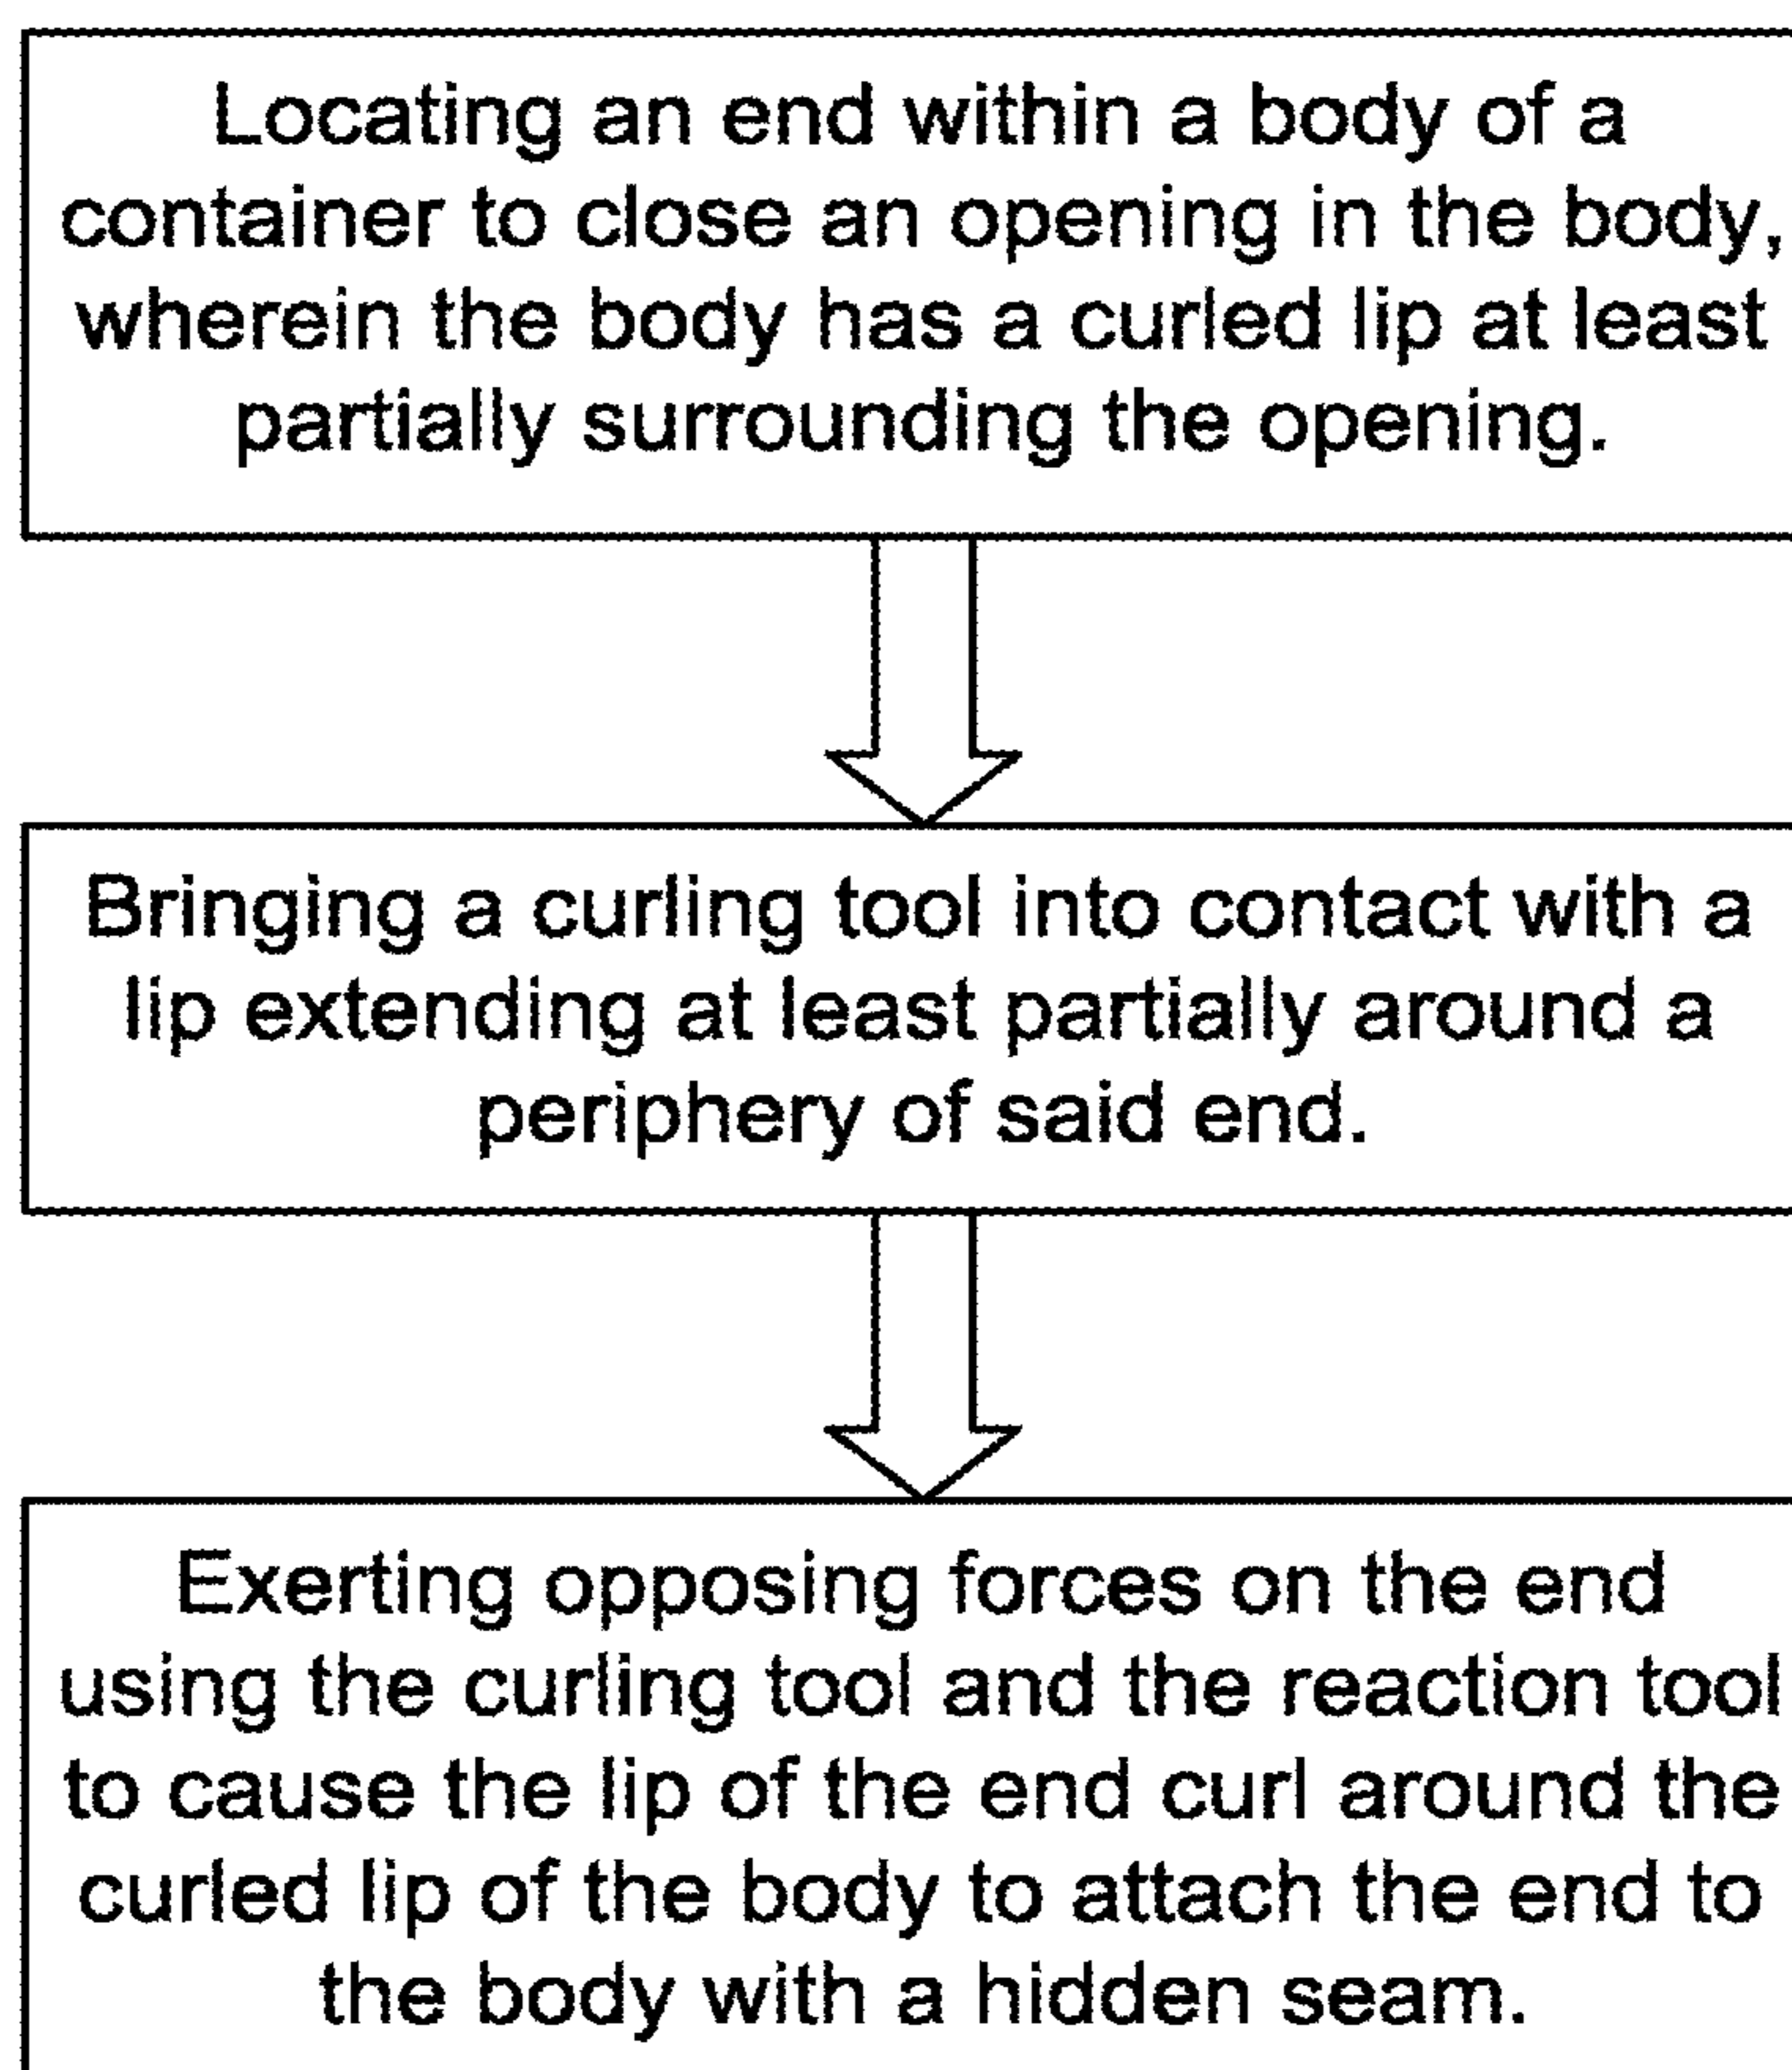 Locating an end within a body of a
container to close an opening in the body,
wherein the body has a curled lip at least
partially surrounding the opening.
Bringing a curling tool into contact with a
lip extending at least partially around a
periphery of said end.
Exerting opposing forces on the end
using the curling tool and the reaction tool
to cause the lip of the end curl around the
curled lip of the body to attach the end to
the body with a hidden seam.